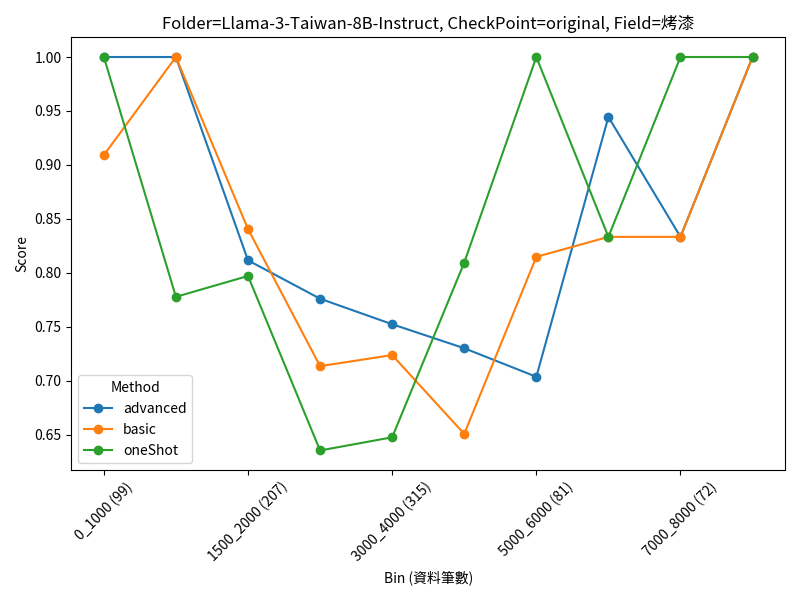 Folder=Llama-3-Taiwan-8B-Instruct, CheckPoint=original, Field=烤漆
Score
1.00
0.95
0.90
0.85
0.80
0.75
0.70
0.65
Method
advanced
basic
oneShot
0_1000 (99)
1500_2000 (207)
3000_4000 (315)
5000_6000 (81)
7000_8000 (72)
Bin (資料筆數)